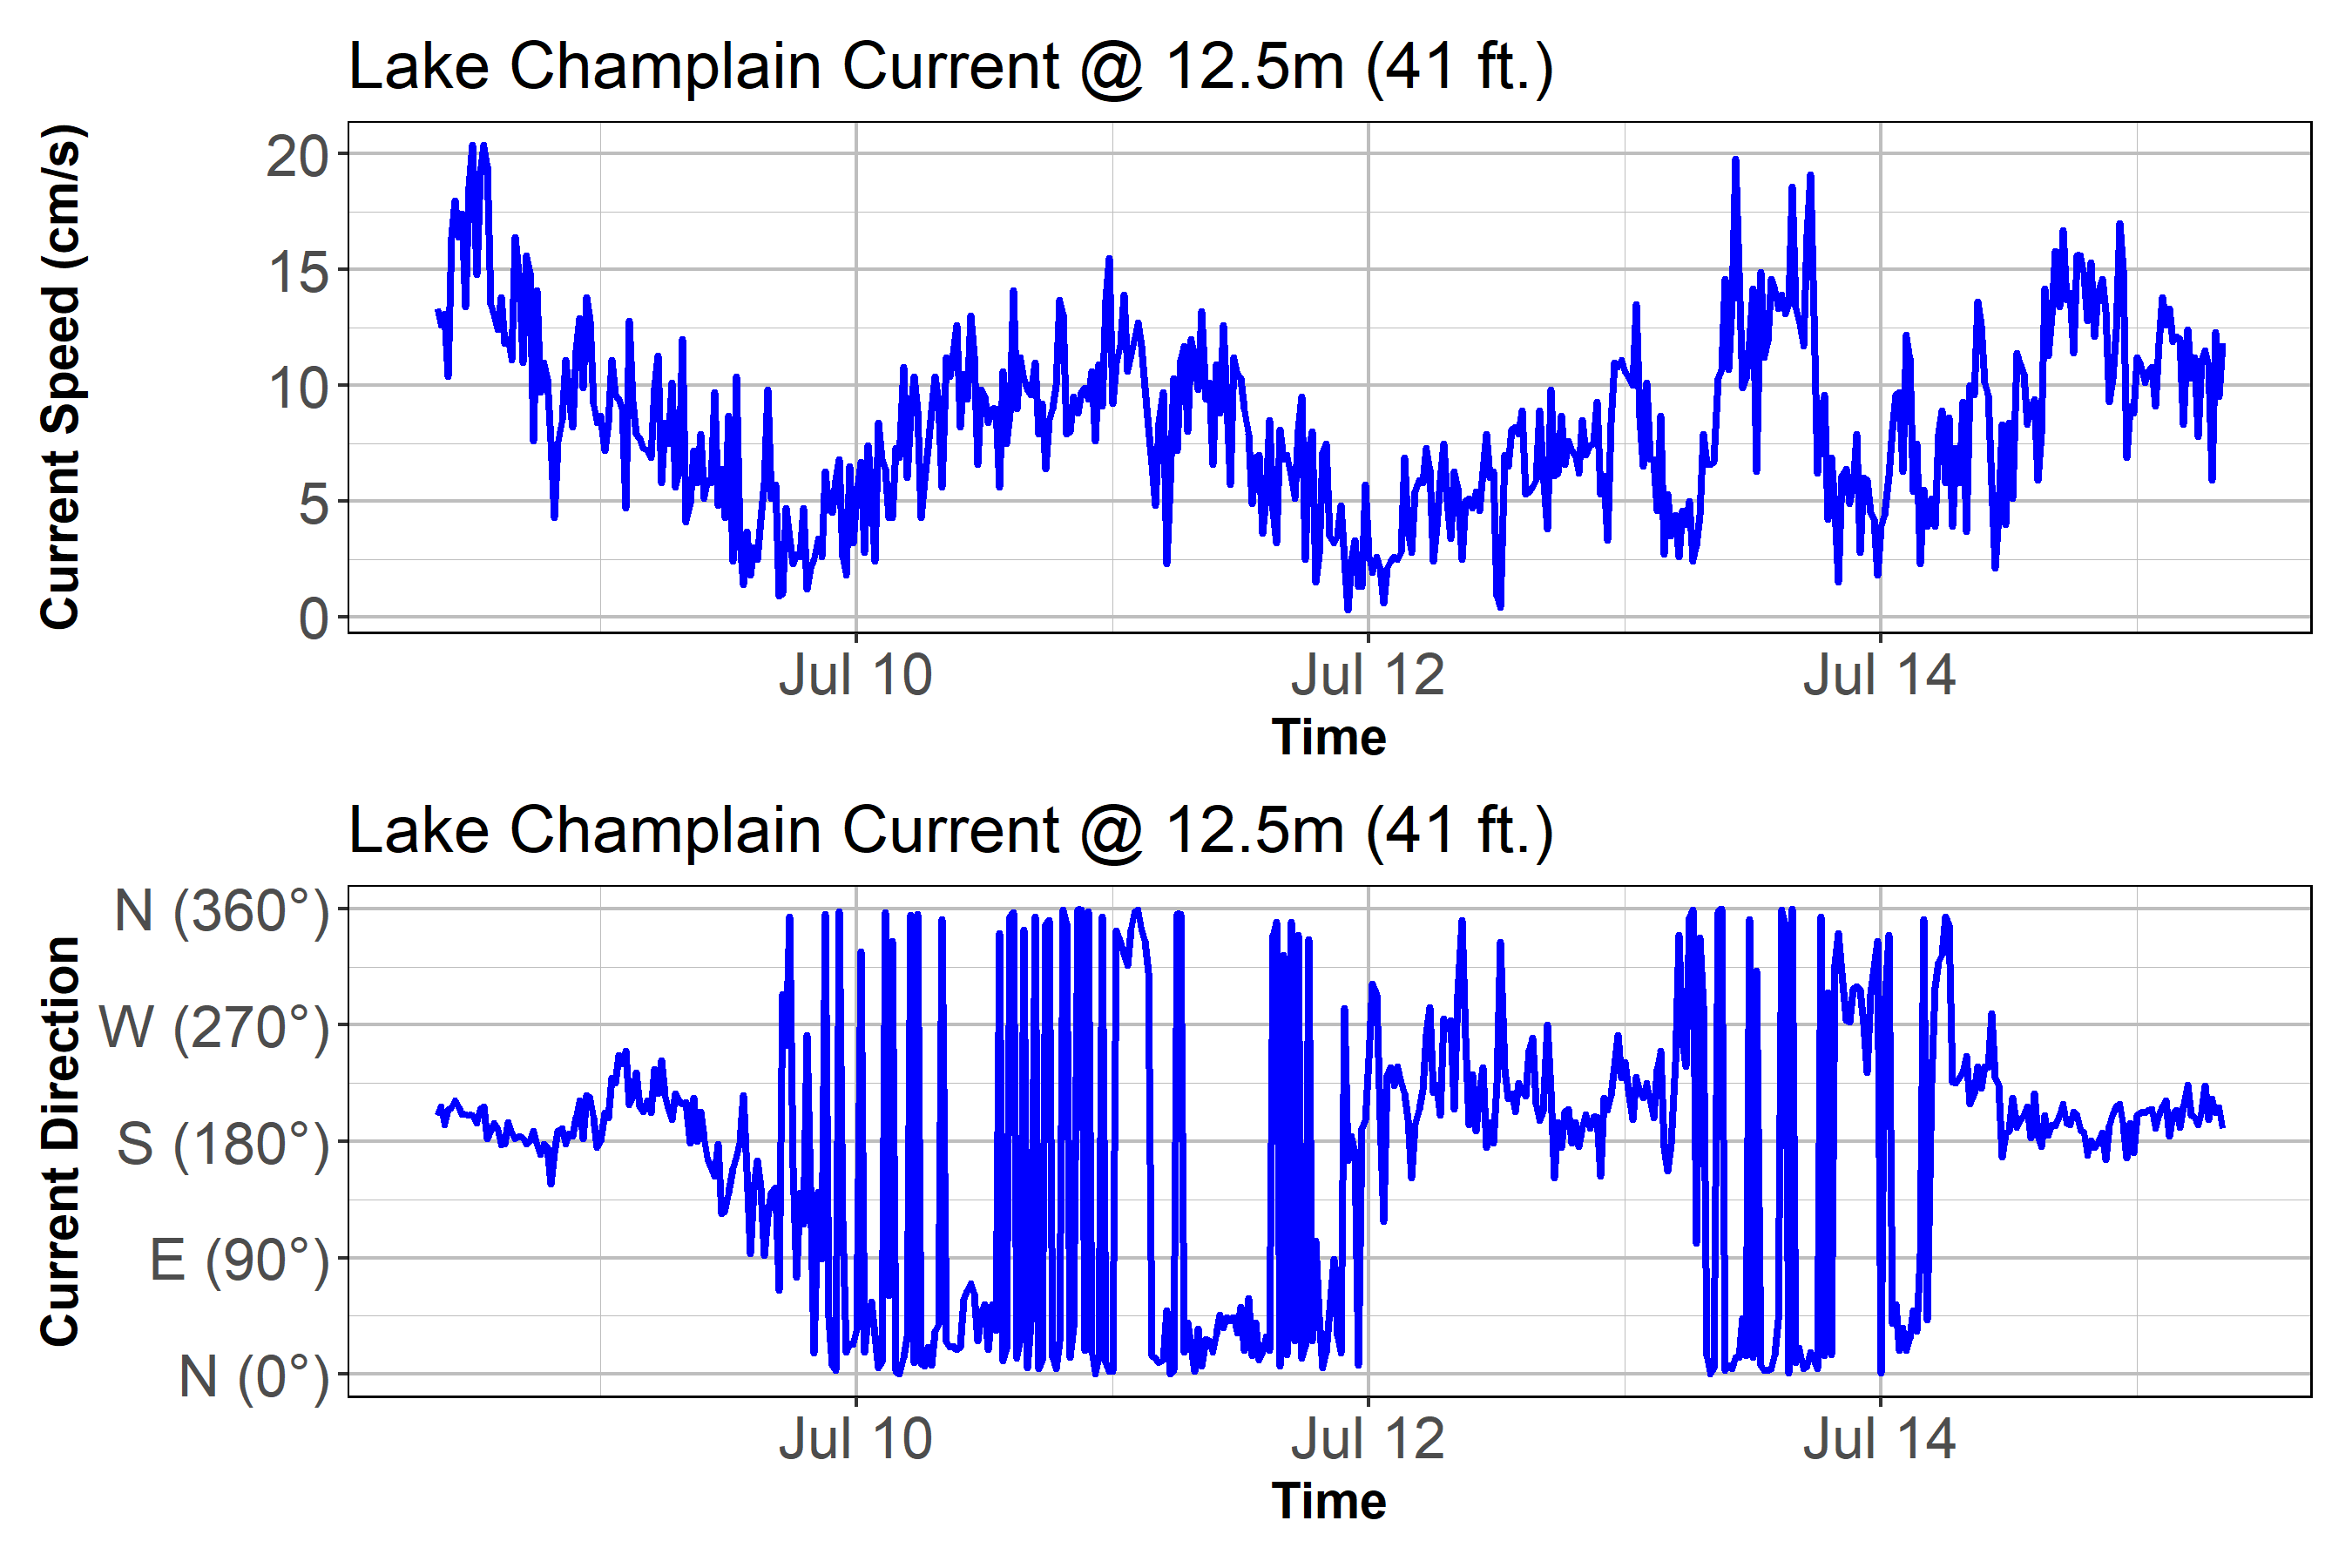 Lake Champlain Current @ 12.5m (41 ft.)
Current Speed (cm/s)
20
15
10
5
0
Jul 10 Jul 12 Jul 14
Time
Lake Champlain Current @ 12.5m (41 ft.)
Current Direction
N (360°)
W (270°)
S (180°)
E (90°)
N (0°)
Jul 10 Jul 12 Jul 14
Time